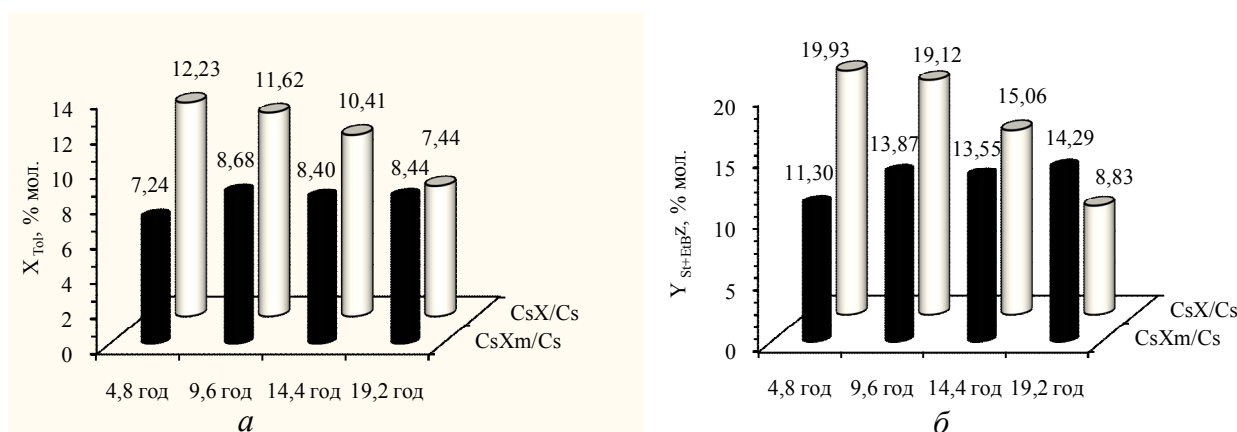 X Tol, % мол.
14
12
10
8
6
4
2
0
7,24
12,23
8,68
11,62
8,40
10,41
8,44
7,44
CsX/Cs
CsXm/Cs
4,8 год 9,6 год 14,4 год 19,2 год
а
Y St+EtBZ, % мол.
20
15
10
5
0
11,30
19,93
13,87
19,12
13,55
15,06
14,29
8,83
CsX/Cs
CsXm/Cs
4,8 год 9,6 год 14,4 год 19,2 год
б